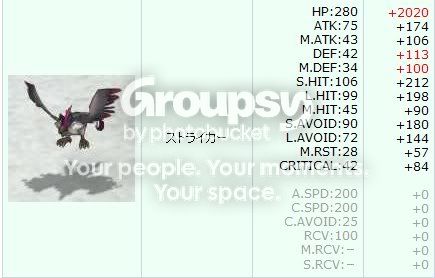 HP:280 +2020
ATK:75 +174
M.ATK:43 +106
DEF:42 +113
M.DEF:34 +100
S.HIT:106 +212
L.HIT:99 +198
M.HIT:45 +90
S.AVOID:90 +180
L.AVOID:72 +144
M.RST:28 +57
CRITICAL:42 +84
ストライカー
A.SPD:200 +0
C.SPD:200 +0
C.AVOID:25 +0
RCV:100 +0
M.RCV:− +0
S.RCV:− +0
Groupsy
by photobucket
Your people. Your moments.
Your space.